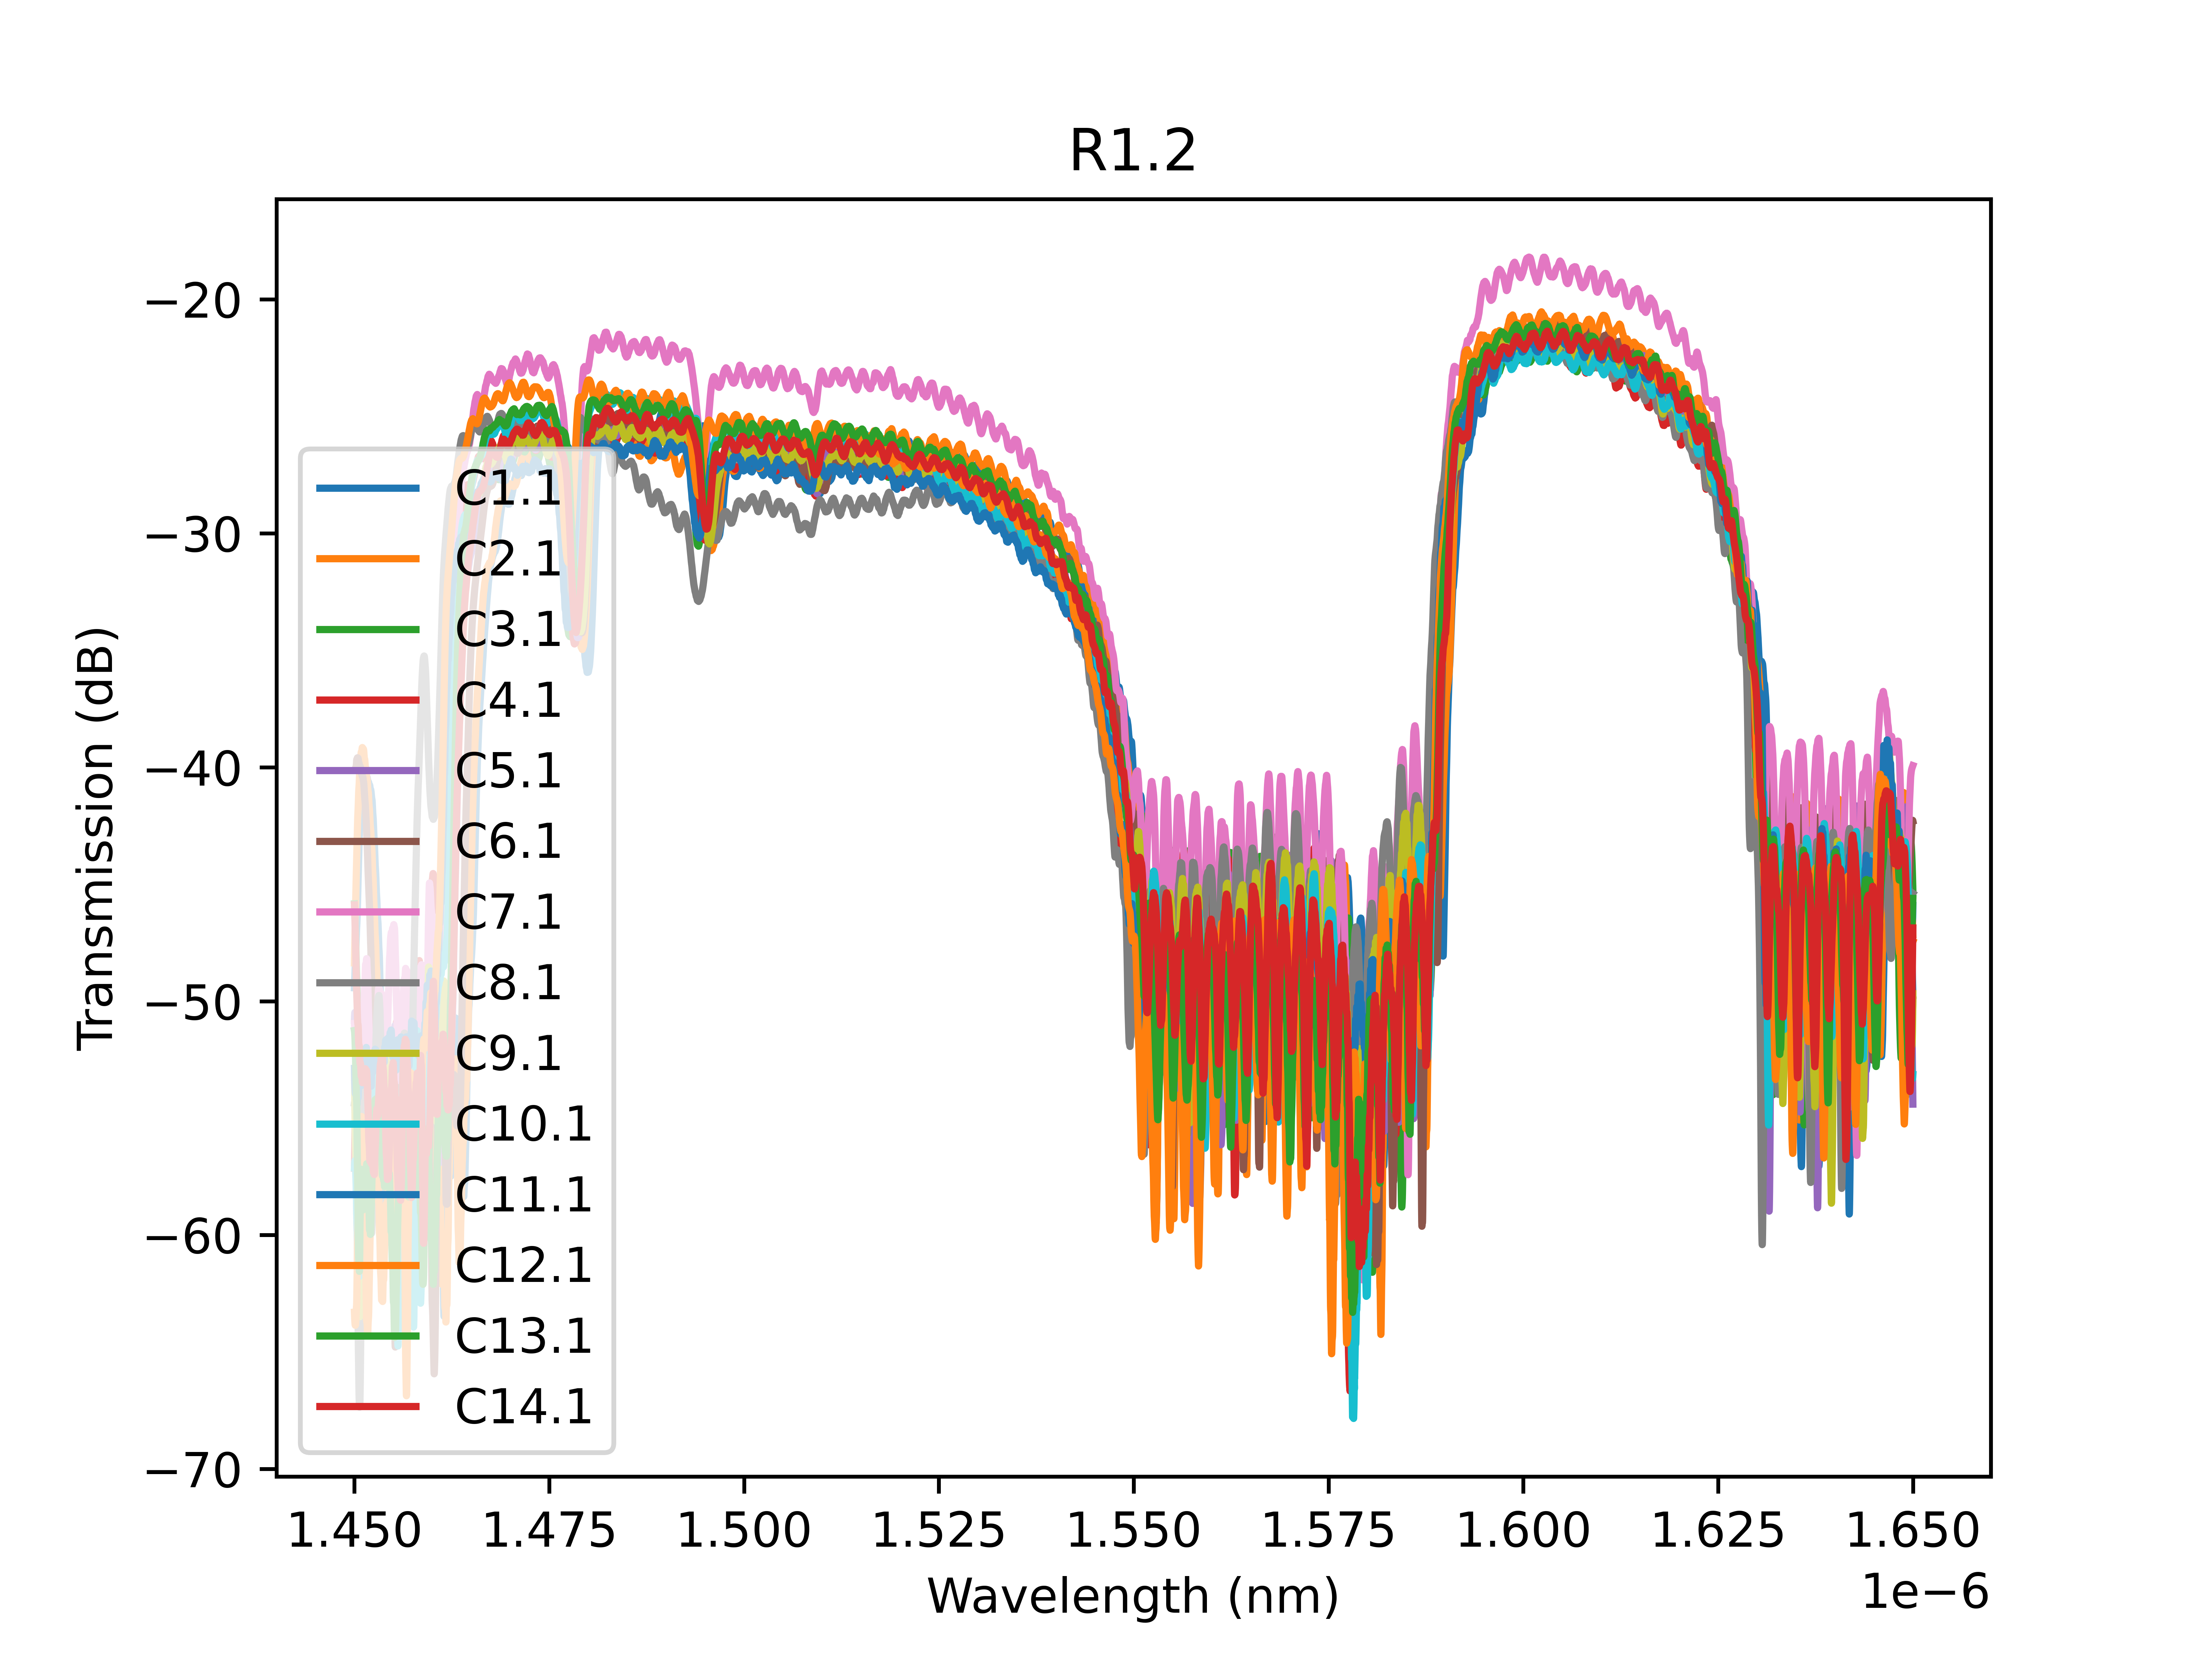 R1.2
Transmission (dB)
−20
−30
−40
−50
−60
−70
C1.1
C2.1
C3.1
C4.1
C5.1
C6.1
C7.1
C8.1
C9.1
C10.1
C11.1
C12.1
C13.1
C14.1
1.450 1.475 1.500 1.525 1.550 1.575 1.600 1.625 1.650
Wavelength (nm)
1e−6